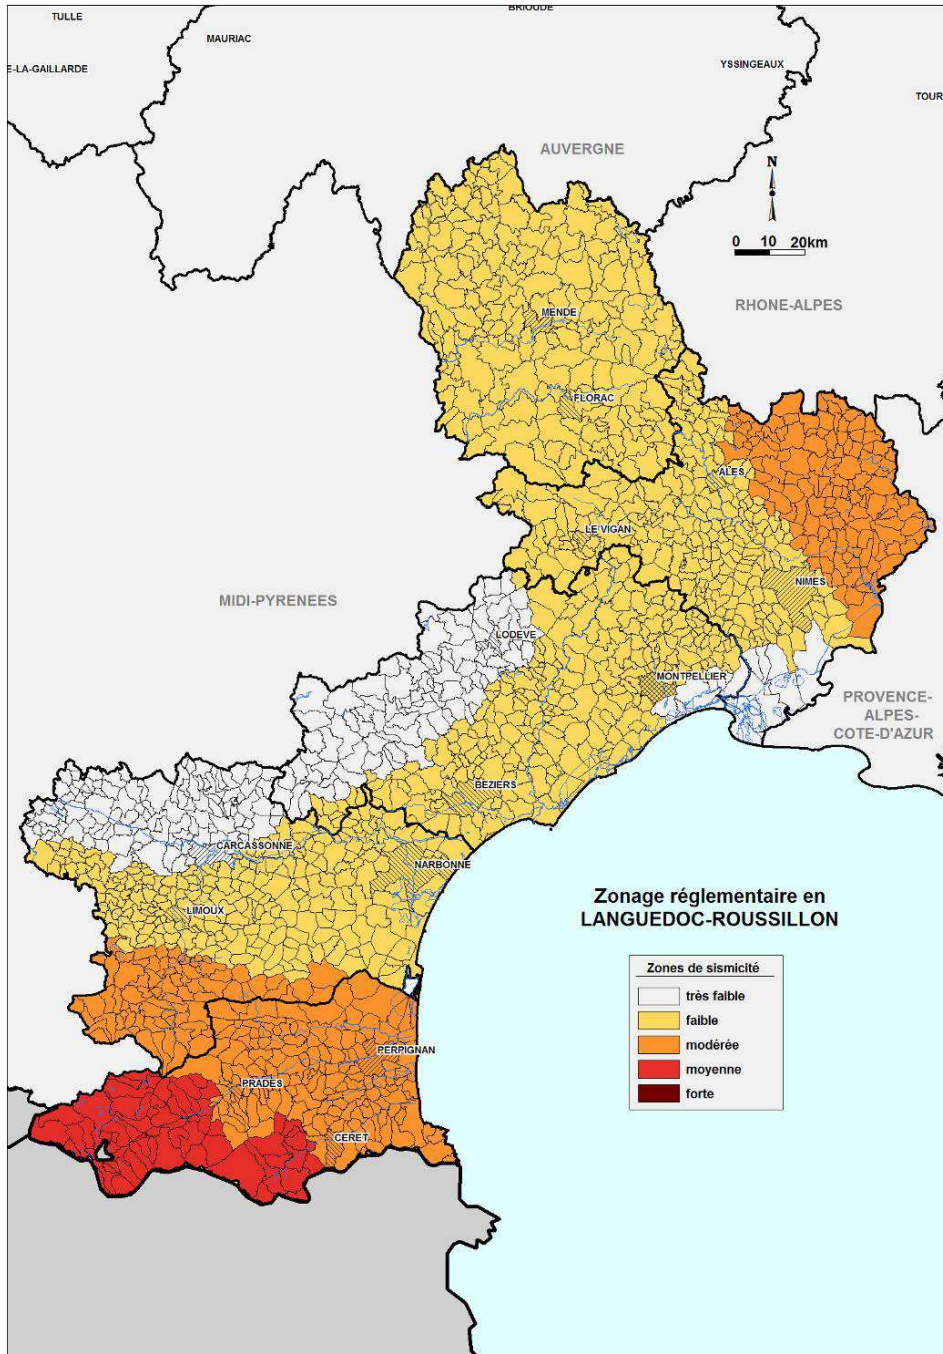 BRIOUDE
TULLE
MAURIAC
E-LA-GAILLARDE
YSSINGEAUX
TOUR
AUVERGNE
N
0 10 20km
RHONE-ALPES
MENDE
FLORAC
ALES
LE VIGAN
NIMES
MIDI-PYRENEES
LODEVE
MONTPELLIER
PROVENCE-
ALPES-
COTE-D'AZUR
BEZIERS
CARCASSONNE
NARBONNE
LIMOUX
Zonage réglementaire en
LANGUEDOC-ROUSSILLON
Zones de sismicité
très faible
faible
modérée
moyenne
forte
PERPIGNAN
PRADES
CERET